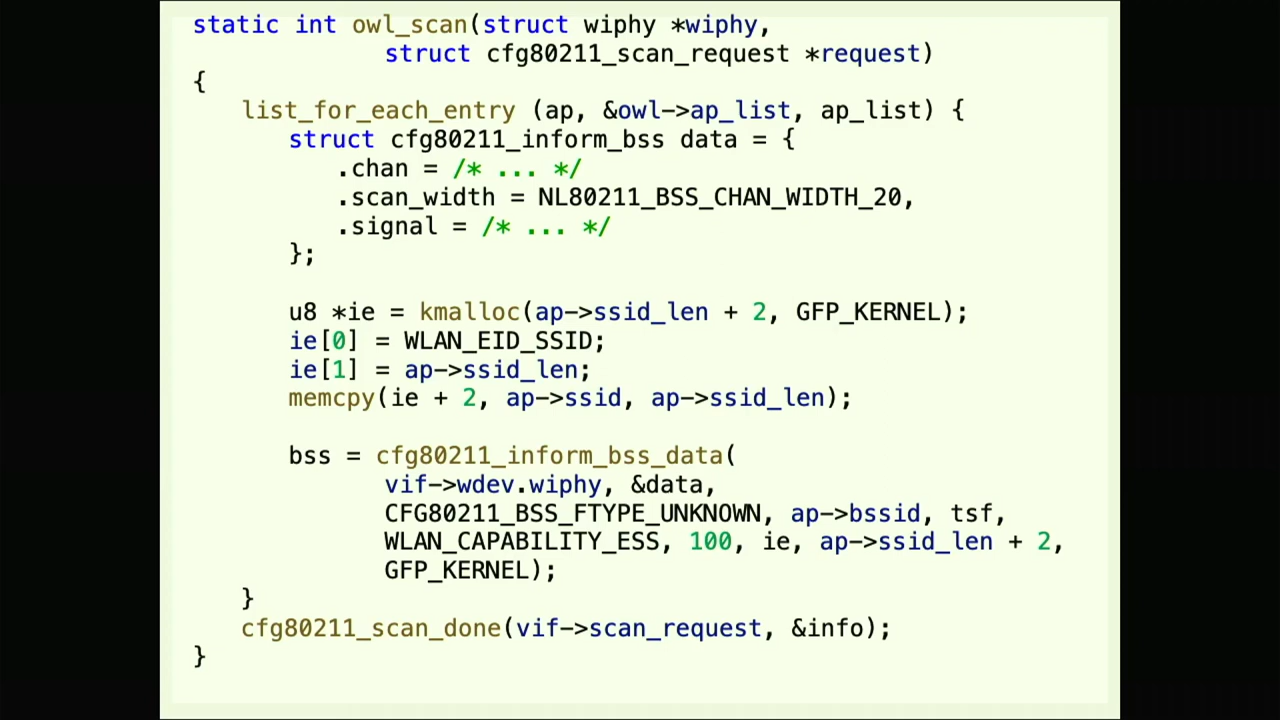 static int owl_scan(struct wiphy *wiphy,
            struct cfg80211_scan_request *request)
{
   list_for_each_entry (ap, &owl->ap_list, ap_list) {
      struct cfg80211_inform_bss data = {
         .chan = /* ... */
         .scan_width = NL80211_BSS_CHAN_WIDTH_20,
         .signal = /* ... */
      };

      u8 *ie = kmalloc(ap->ssid_len + 2, GFP_KERNEL);
      ie[0] = WLAN_EID_SSID;
      ie[1] = ap->ssid_len;
      memcpy(ie + 2, ap->ssid, ap->ssid_len);

      bss = cfg80211_inform_bss_data(
            vif->wdev.wiphy, &data,
            CFG80211_BSS_FTYPE_UNKNOWN, ap->bssid, tsf,
            WLAN_CAPABILITY_ESS, 100, ie, ap->ssid_len + 2,
            GFP_KERNEL);
   }
   cfg80211_scan_done(vif->scan_request, &info);
}